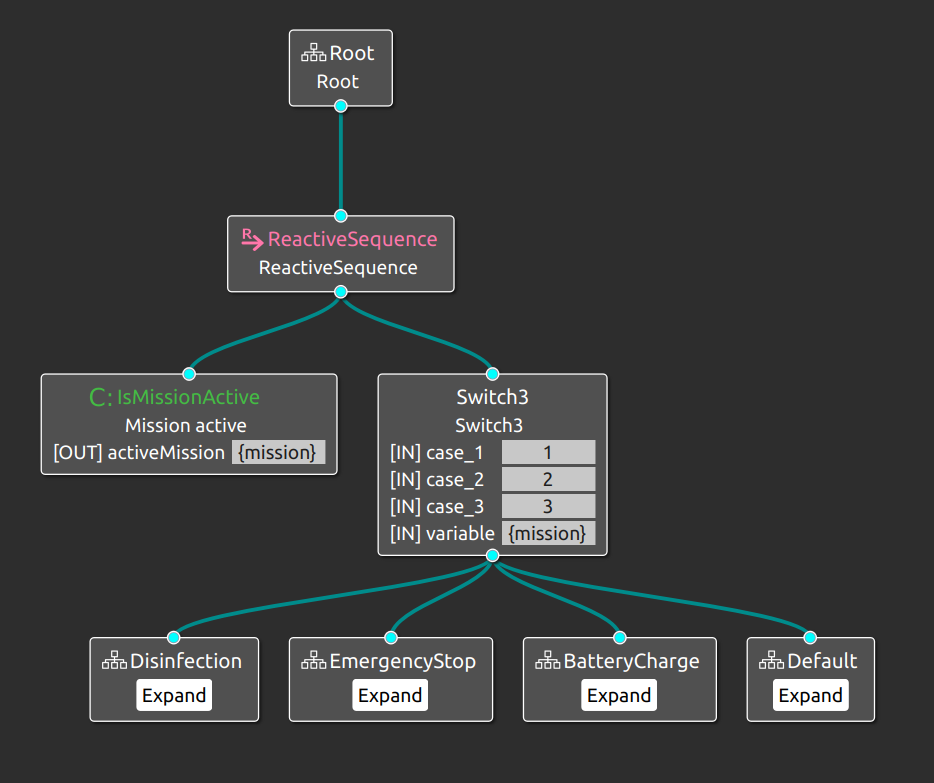 Root
Root
R
ReactiveSequence
ReactiveSequence
C: IsMissionActive
Mission active
[OUT] activeMission {mission}
Switch3
Switch3
[IN] case_1 1
[IN] case_2 2
[IN] case_3 3
[IN] variable {mission}
Disinfection
Expand
EmergencyStop
Expand
BatteryCharge
Expand
Default
Expand